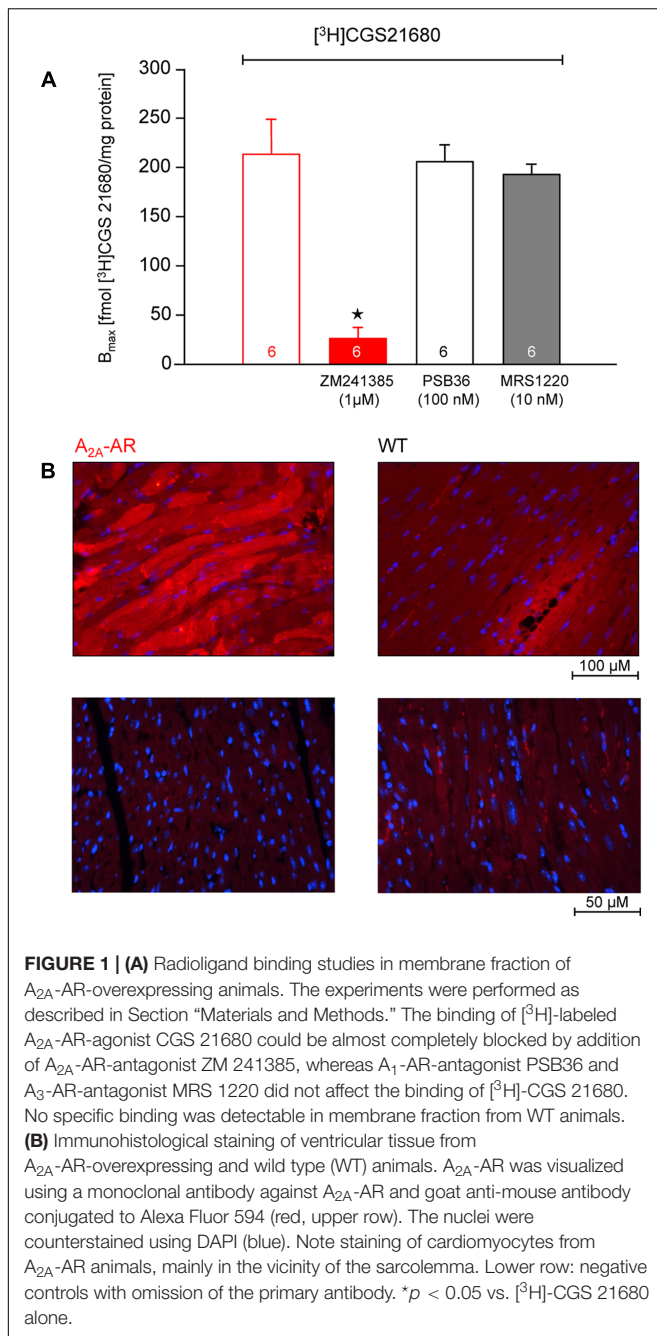 [³H]CGS21680
A
300
250
200
150
100
50
0
Bmax [fmol [³H]CGS 21680/mg protein]
★
6 6 6 6
ZM241385 PSB36 MRS1220
(1µM) (100 nM) (10 nM)
A2A-AR WT
B
100 µM
50 µM
FIGURE 1 | (A) Radioligand binding studies in membrane fraction of
A2A-AR-overexpressing animals. The experiments were performed as
described in Section “Materials and Methods.” The binding of [³H]-labeled
A2A-AR-agonist CGS 21680 could be almost completely blocked by addition
of A2A-AR-antagonist ZM 241385, whereas A1-AR-antagonist PSB36 and
A3-AR-antagonist MRS 1220 did not affect the binding of [³H]-CGS 21680.
No specific binding was detectable in membrane fraction from WT animals.
(B) Immunohistological staining of ventricular tissue from
A2A-AR-overexpressing and wild type (WT) animals. A2A-AR was visualized
using a monoclonal antibody against A2A-AR and goat anti-mouse antibody
conjugated to Alexa Fluor 594 (red, upper row). The nuclei were
counterstained using DAPI (blue). Note staining of cardiomyocytes from
A2A-AR animals, mainly in the vicinity of the sarcolemma. Lower row: negative
controls with omission of the primary antibody. *p < 0.05 vs. [³H]-CGS 21680
alone.